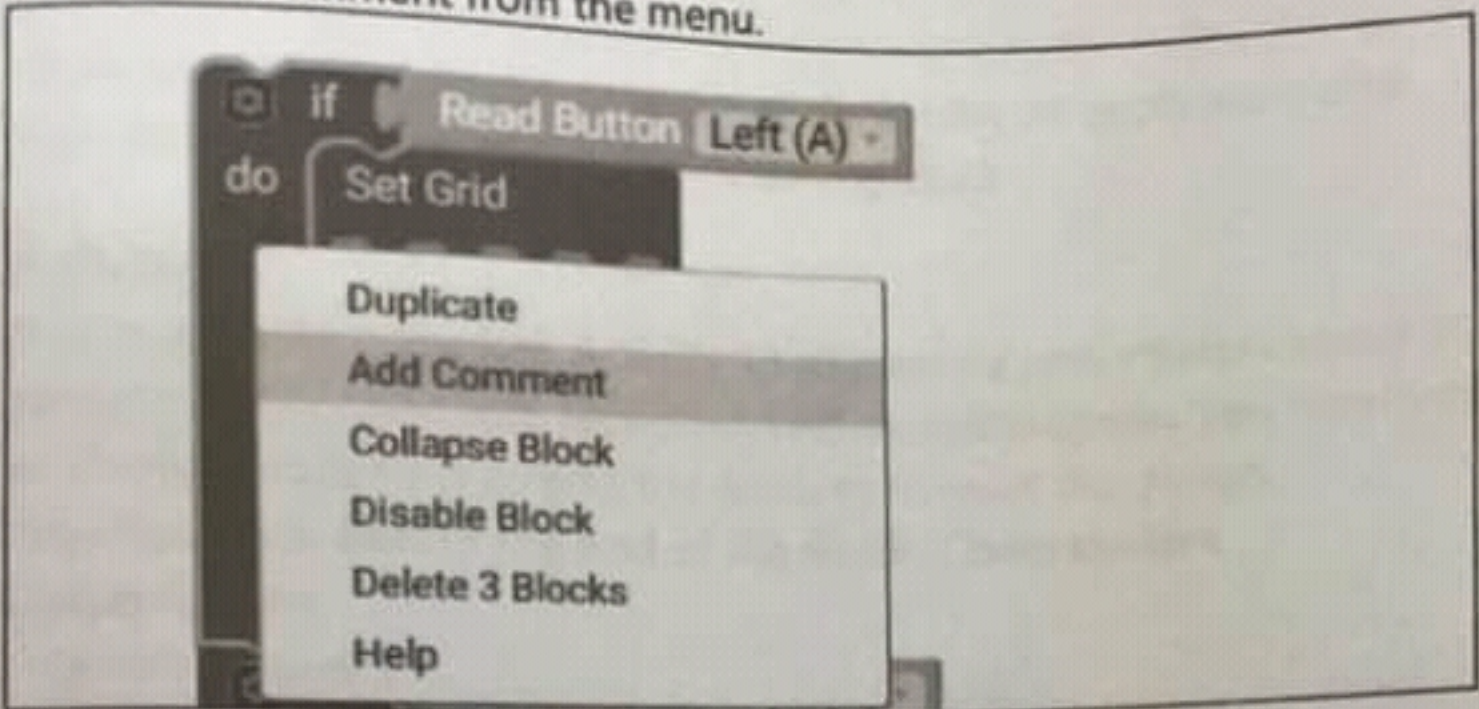 from the menu.
if Read Button Left (A)
do Set Grid
Duplicate
Add Comment
Collapse Block
Disable Block
Delete 3 Blocks
Help